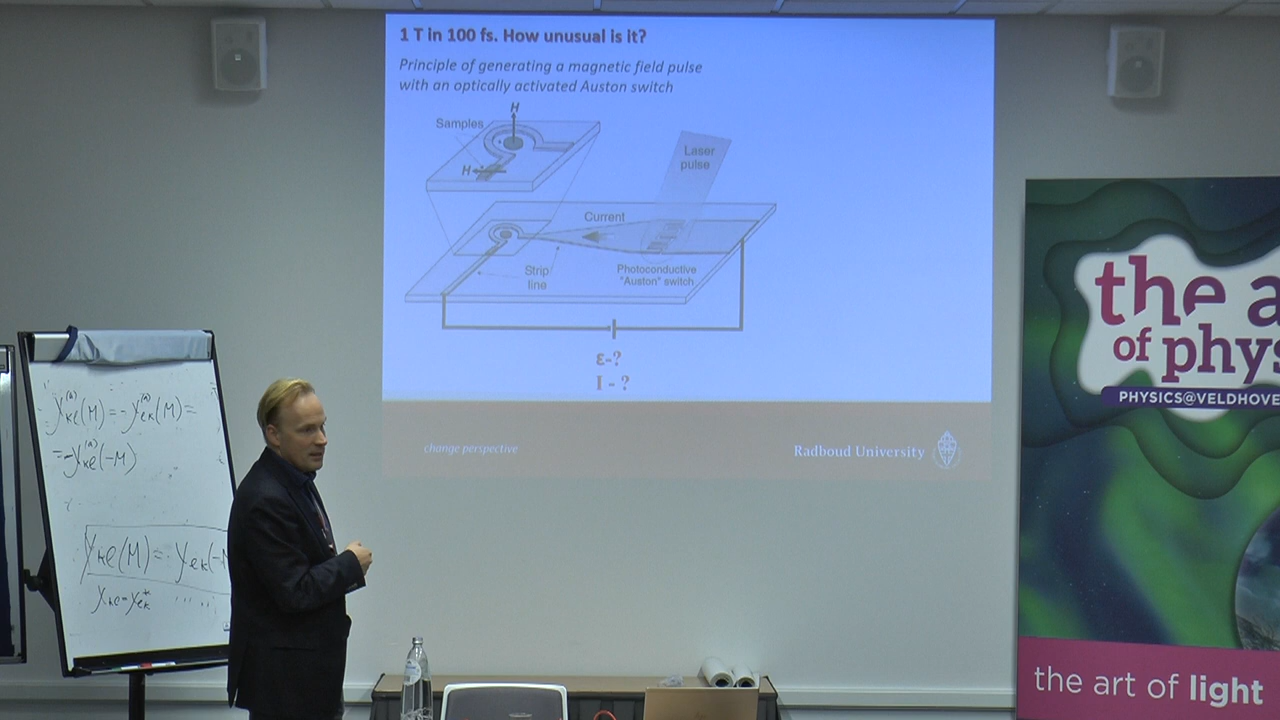 1 T in 100 fs. How unusual is it?
Principle of generating a magnetic field pulse
with an optically activated Auston switch
H
Samples
H
Laser
pulse
Current
Strip
line
Photoconductive
"Auston" switch
ε-?
I - ?
change perspective
Radboud University
the a
of phys
PHYSICS@VELDHOVE
the art of light